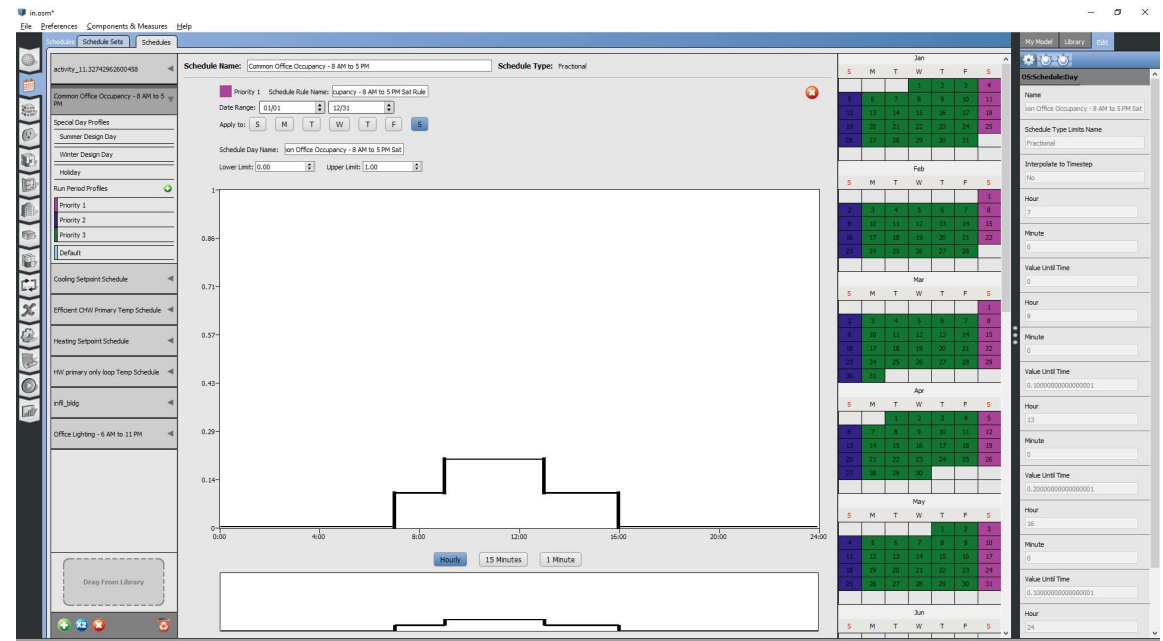 in.osm*
File Preferences Components & Measures Help
Schedules Schedule Sets Schedules
My Model Library Edit
activity_11.32742962600458
Common Office Occupancy - 8 AM to 5 PM
Special Day Profiles
Summer Design Day
Winter Design Day
Holiday
Run Period Profiles
Priority 1
Priority 2
Priority 3
Default
Cooling Setpoint Schedule
Efficient CHW Primary Temp Schedule
Heating Setpoint Schedule
HW primary only loop Temp Schedule
infil_bldg
Office Lighting - 6 AM to 11 PM
Drag From Library
x2
Schedule Name: Common Office Occupancy - 8 AM to 5 PM Schedule Type: Fractional
Priority 1 Schedule Rule Name: cupancy - 8 AM to 5 PM Sat Rule
Date Range: 01/01 12/31
Apply to: S M T W T F S
Schedule Day Name: ion Office Occupancy - 8 AM to 5 PM Sat
Lower Limit: 0.00 Upper Limit: 1.00
1
0.86
0.71
0.57
0.43
0.29
0.14
0
0:00 4:00 8:00 12:00 16:00 20:00 24:00
Hourly 15 Minutes 1 Minute
Jan
S M T W T F S
1 2 3 4
5 6 7 8 9 10 11
12 13 14 15 16 17 18
19 20 21 22 23 24 25
26 27 28 29 30 31
Feb
S M T W T F S
1
2 3 4 5 6 7 8
9 10 11 12 13 14 15
16 17 18 19 20 21 22
23 24 25 26 27 28
Mar
S M T W T F S
1
2 3 4 5 6 7 8
9 10 11 12 13 14 15
16 17 18 19 20 21 22
23 24 25 26 27 28 29
30 31
Apr
S M T W T F S
1 2 3 4 5
6 7 8 9 10 11 12
13 14 15 16 17 18 19
20 21 22 23 24 25 26
27 28 29 30
May
S M T W T F S
1 2 3
4 5 6 7 8 9 10
11 12 13 14 15 16 17
18 19 20 21 22 23 24
25 26 27 28 29 30 31
Jun
S M T W T F S
OS:Schedule:Day
Name
ion Office Occupancy - 8 AM to 5 PM Sat
Schedule Type Limits Name
Fractional
Interpolate to Timestep
No
Hour
7
Minute
0
Value Until Time
0
Hour
9
Minute
0
Value Until Time
0.10000000000000001
Hour
13
Minute
0
Value Until Time
0.20000000000000001
Hour
16
Minute
0
Value Until Time
0.10000000000000001
Hour
24